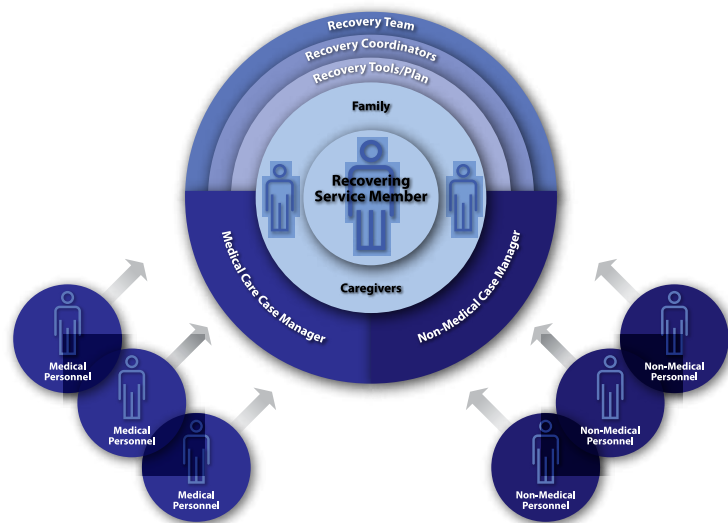 Recovery Team
Recovery Coordinators
Recovery Tools/Plan
Family
Recovering
Service Member
Caregivers
Medical Care Case Manager
Non-Medical Case Manager
Medical
Personnel
Medical
Personnel
Medical
Personnel
Non-Medical
Personnel
Non-Medical
Personnel
Non-Medical
Personnel